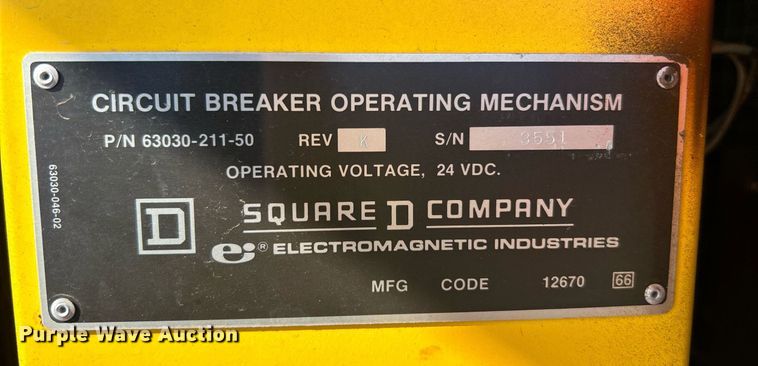 CIRCUIT BREAKER OPERATING MECHANISM
P/N 63030-211-50 REV K S/N 3551
OPERATING VOLTAGE, 24 VDC.
63030-046-02
D SQUARE D COMPANY
ei® ELECTROMAGNETIC INDUSTRIES
MFG CODE 12670 66
Purple Wave Auction